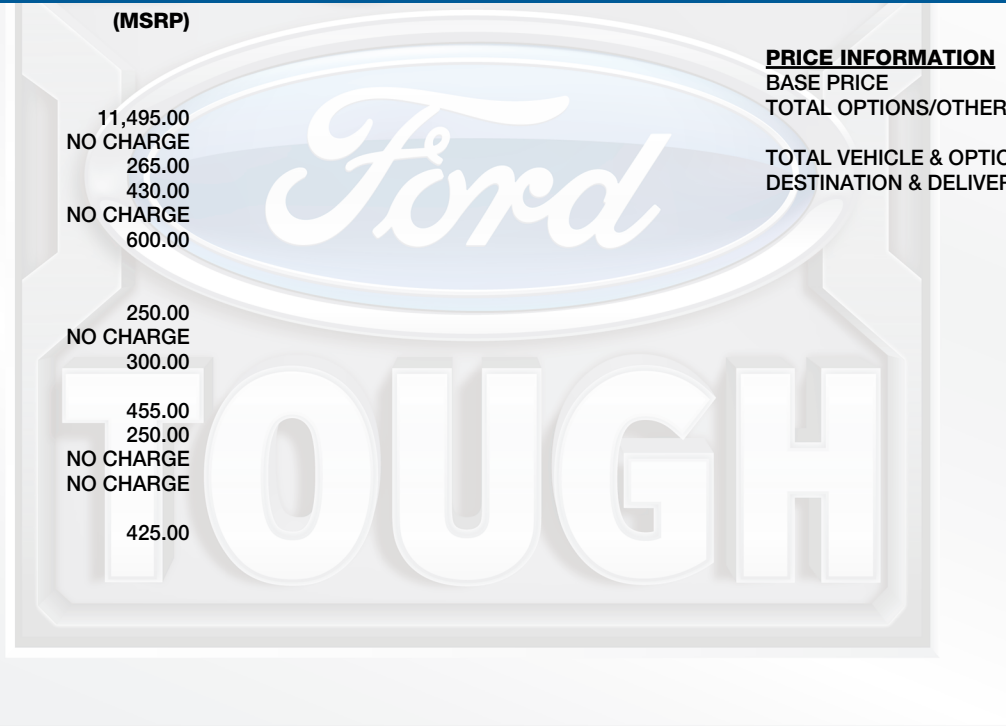 (MSRP)
11,495.00
NO CHARGE
265.00
430.00
NO CHARGE
600.00
250.00
NO CHARGE
300.00
455.00
250.00
NO CHARGE
NO CHARGE
425.00
PRICE INFORMATION
BASE PRICE
TOTAL OPTIONS/OTHER
TOTAL VEHICLE & OPTIO
DESTINATION & DELIVER
Ford
TOUGH